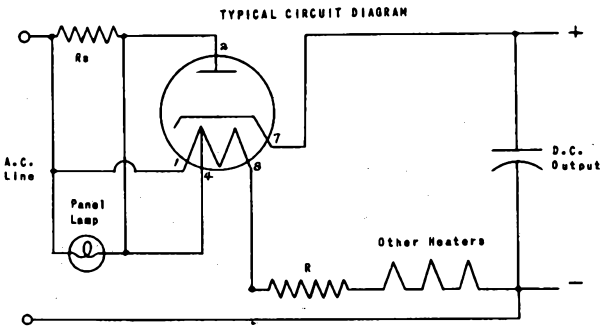 TYPICAL CIRCUIT DIAGRAM
2
Rs
+
7
A.C.
Line
1
4
8
D.C.
Output
Panel
Lamp
Other Heaters
R
−